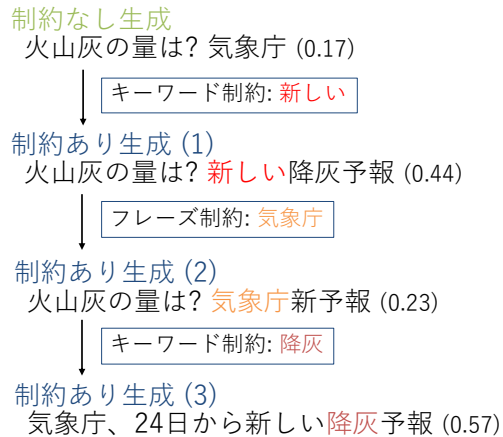 制約なし生成
火山灰の量は? 気象庁 (0.17)
キーワード制約: 新しい
制約あり生成 (1)
火山灰の量は? 新しい降灰予報 (0.44)
フレーズ制約: 気象庁
制約あり生成 (2)
火山灰の量は? 気象庁新予報 (0.23)
キーワード制約: 降灰
制約あり生成 (3)
気象庁、24日から新しい降灰予報 (0.57)